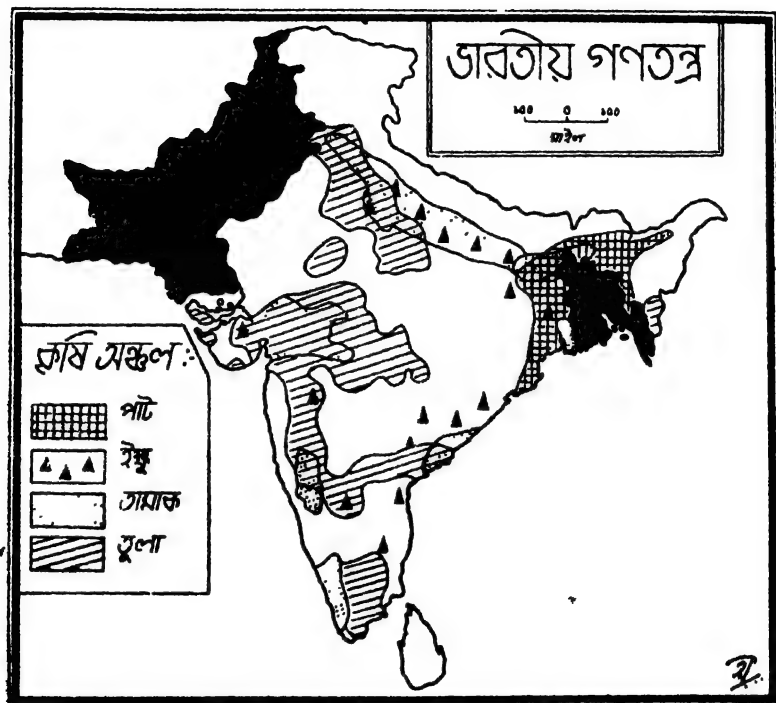 ভারতীয় গণতন্ত্র
১০০ ০ ১০০
মাইল
কৃষি অঞ্চল :
পাট
ইক্ষু
তামাক
তুলা